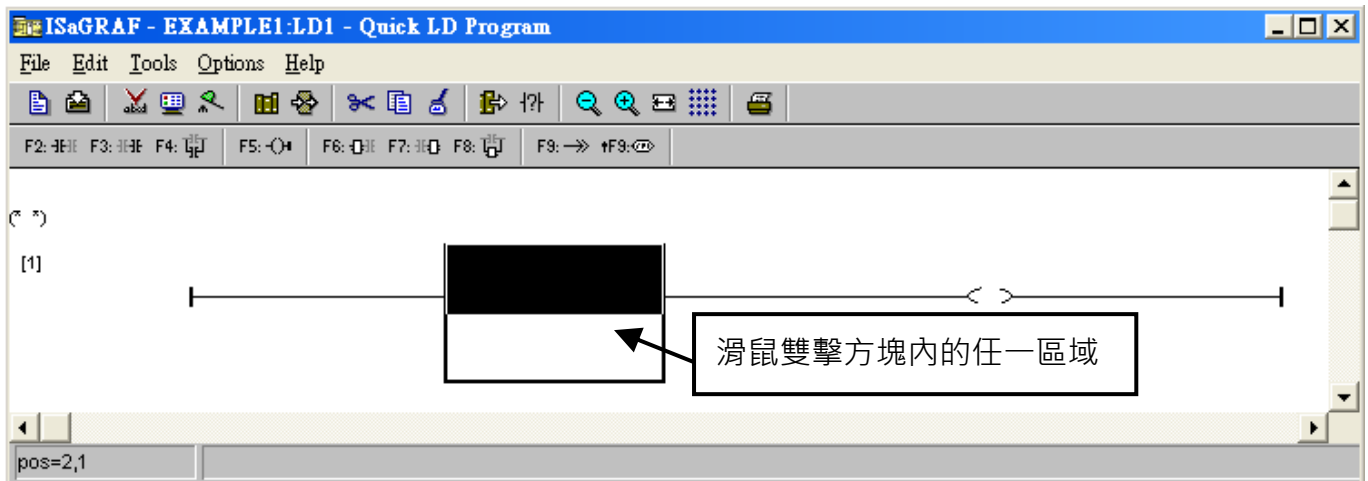 ISaGRAF - EXAMPLE1:LD1 - Quick LD Program
File Edit Tools Options Help
F2: F3: F4: F5: F6: F7: F8: F9: F9:
(* *)
[1]
滑鼠雙擊方塊內的任一區域
pos=2,1